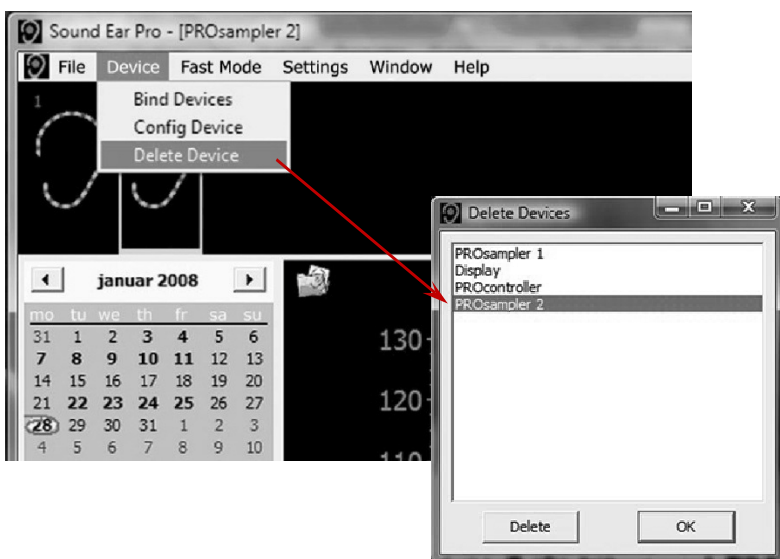 Sound Ear Pro - [PROsampler 2]
File Device Fast Mode Settings Window Help
1
Bind Devices
Config Device
Delete Device
januar 2008
mo tu we th fr sa su
31 1 2 3 4 5 6
7 8 9 10 11 12 13
14 15 16 17 18 19 20
21 22 23 24 25 26 27
28 29 30 31 1 2 3
4 5 6 7 8 9 10
130
120
110
Delete Devices
PROsampler 1
Display
PROcontroller
PROsampler 2
Delete OK